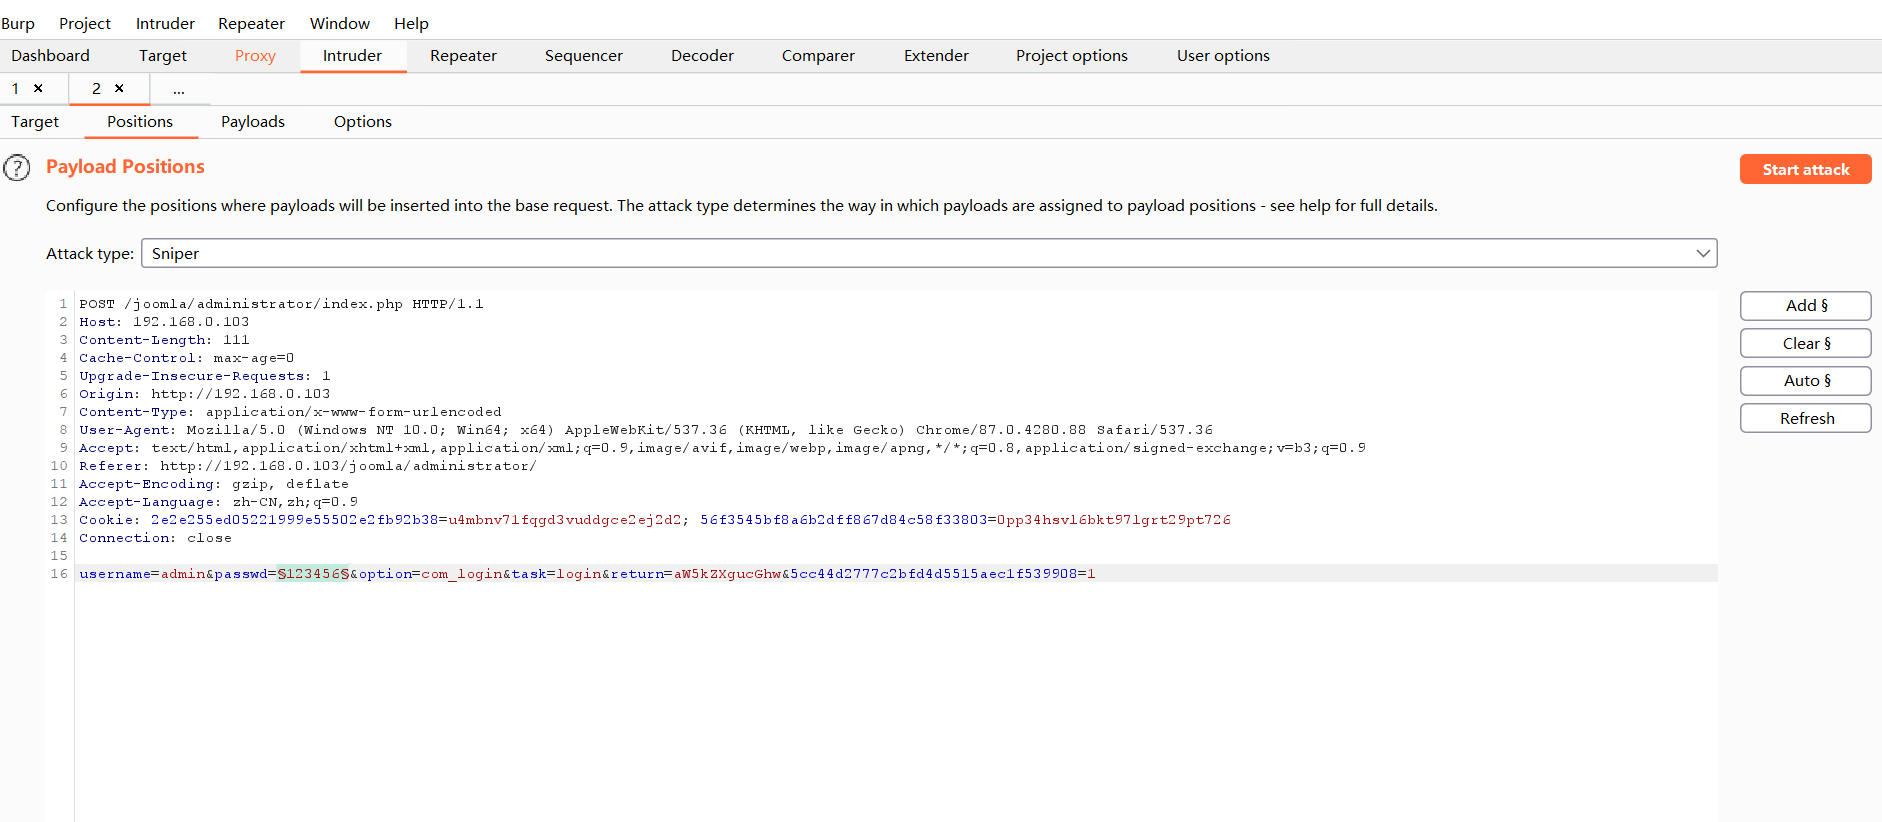 Burp Project Intruder Repeater Window Help
Dashboard Target Proxy Intruder Repeater Sequencer Decoder Comparer Extender Project options User options
1 × 2 × ...
Target Positions Payloads Options
? Payload Positions
Start attack
Configure the positions where payloads will be inserted into the base request. The attack type determines the way in which payloads are assigned to payload positions - see help for full details.
Attack type: Sniper
1 POST /joomla/administrator/index.php HTTP/1.1
2 Host: 192.168.0.103
3 Content-Length: 111
4 Cache-Control: max-age=0
5 Upgrade-Insecure-Requests: 1
6 Origin: http://192.168.0.103
7 Content-Type: application/x-www-form-urlencoded
8 User-Agent: Mozilla/5.0 (Windows NT 10.0; Win64; x64) AppleWebKit/537.36 (KHTML, like Gecko) Chrome/87.0.4280.88 Safari/537.36
9 Accept: text/html,application/xhtml+xml,application/xml;q=0.9,image/avif,image/webp,image/apng,*/*;q=0.8,application/signed-exchange;v=b3;q=0.9
10 Referer: http://192.168.0.103/joomla/administrator/
11 Accept-Encoding: gzip, deflate
12 Accept-Language: zh-CN,zh;q=0.9
13 Cookie: 2e2e255ed05221999e55502e2fb92b38=u4mbnv71fqgd3vuddgce2ej2d2; 56f3545bf8a6b2dff867d84c58f33803=0pp34hsvl6bkt97lgrt29pt726
14 Connection: close
15
16 username=admin&passwd=§123456§&option=com_login&task=login&return=aW5kZXgucGhw&5cc44d2777c2bfd4d5515aec1f539908=1
Add §
Clear §
Auto §
Refresh